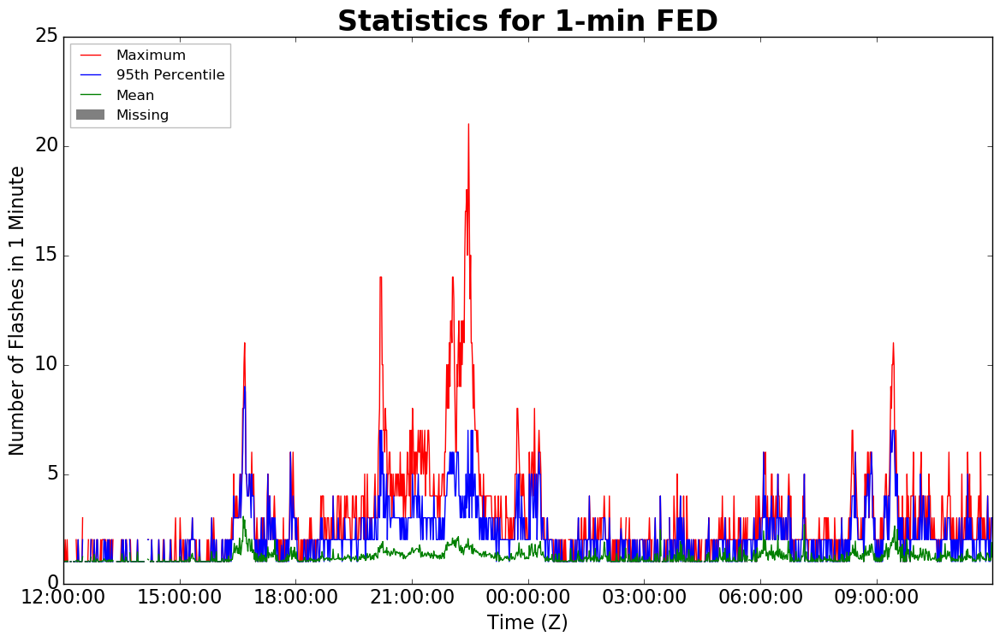 Statistics for 1-min FED
Maximum
95th Percentile
Mean
Missing
Number of Flashes in 1 Minute
25
20
15
10
5
0
12:00:00 15:00:00 18:00:00 21:00:00 00:00:00 03:00:00 06:00:00 09:00:00
Time (Z)